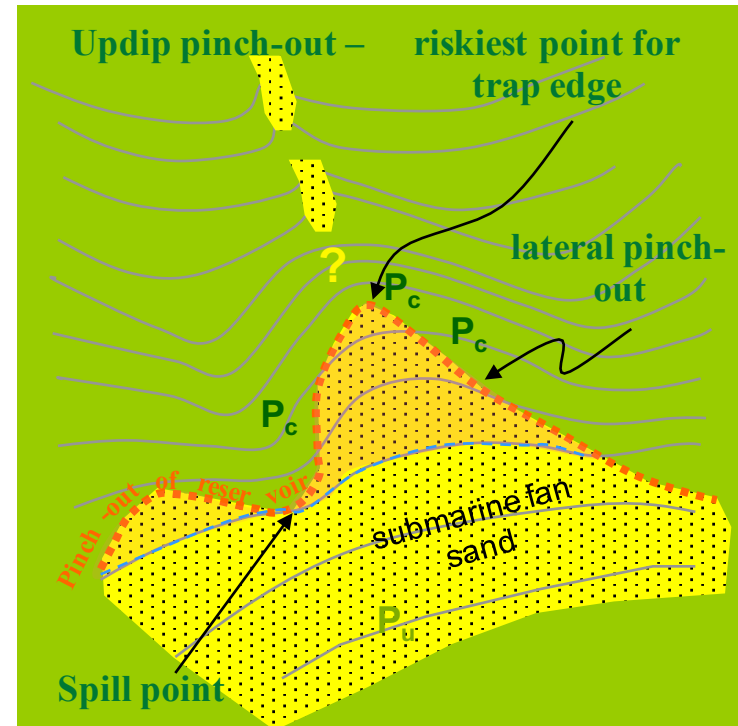 Updip pinch-out – riskiest point for
trap edge
lateral pinch-
out
?
Pc
Pc
Pc
Pinch -out of reser voir
submarine fan
sand
Pu
Spill point